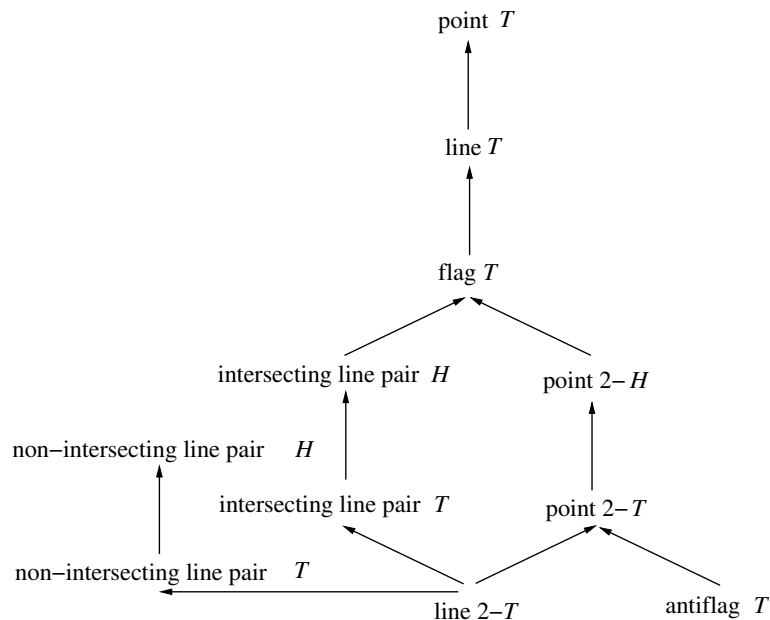 point T
line T
flag T
intersecting line pair H
point 2−H
non−intersecting line pair H
intersecting line pair T
point 2−T
non−intersecting line pair T
line 2−T
antiflag T